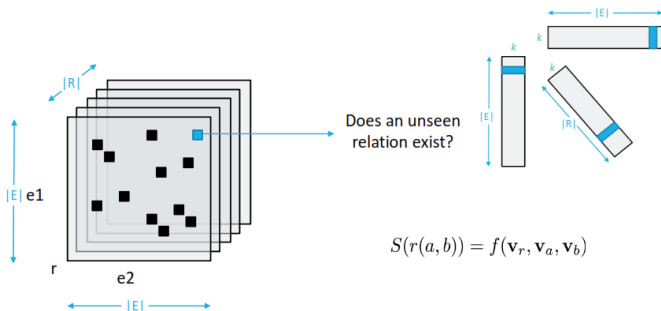 |R|
|E|
e1
r
e2
|E|
Does an unseen
relation exist?
k
|E|
k
|E|
k
|R|
S(r(a, b)) = f(v_r, v_a, v_b)